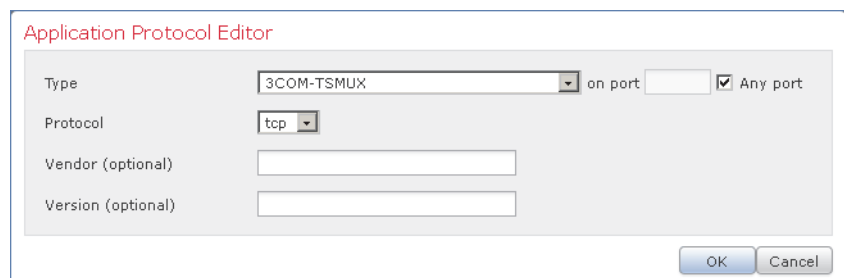 Application Protocol Editor
Type 3COM-TSMUX on port Any port
Protocol tcp
Vendor (optional)
Version (optional)
OK Cancel